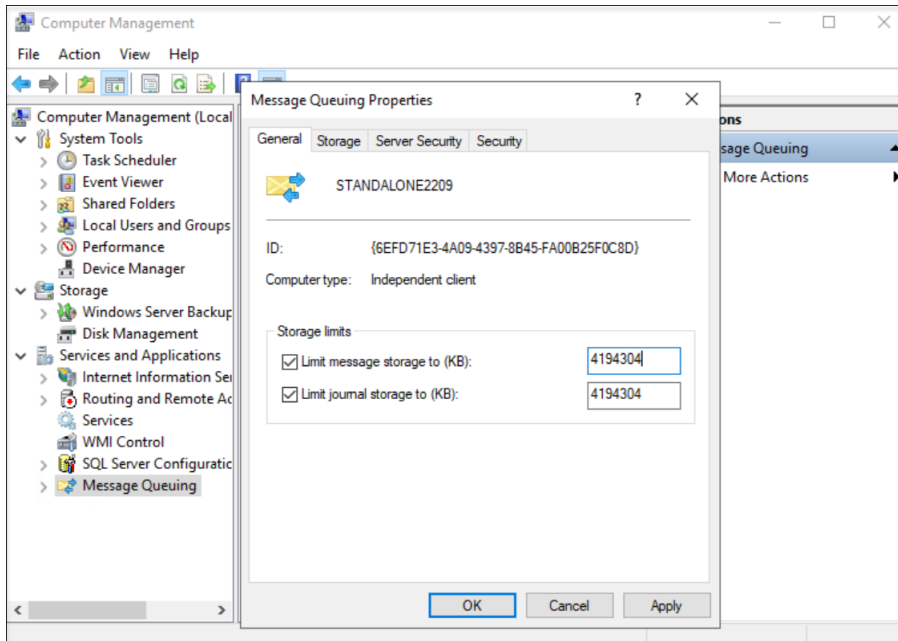 Computer Management
File Action View Help
Computer Management (Local
System Tools
Task Scheduler
Event Viewer
Shared Folders
Local Users and Groups
Performance
Device Manager
Storage
Windows Server Backup
Disk Management
Services and Applications
Internet Information Ser
Routing and Remote Ac
Services
WMI Control
SQL Server Configuratic
Message Queuing
Message Queuing Properties ?
General Storage Server Security Security
STANDALONE2209
ID: {6EFD71E3-4A09-4397-8B45-FA00B25F0C8D}
Computer type: Independent client
Storage limits
Limit message storage to (KB): 4194304
Limit journal storage to (KB): 4194304
OK Cancel Apply
ons
sage Queuing
More Actions